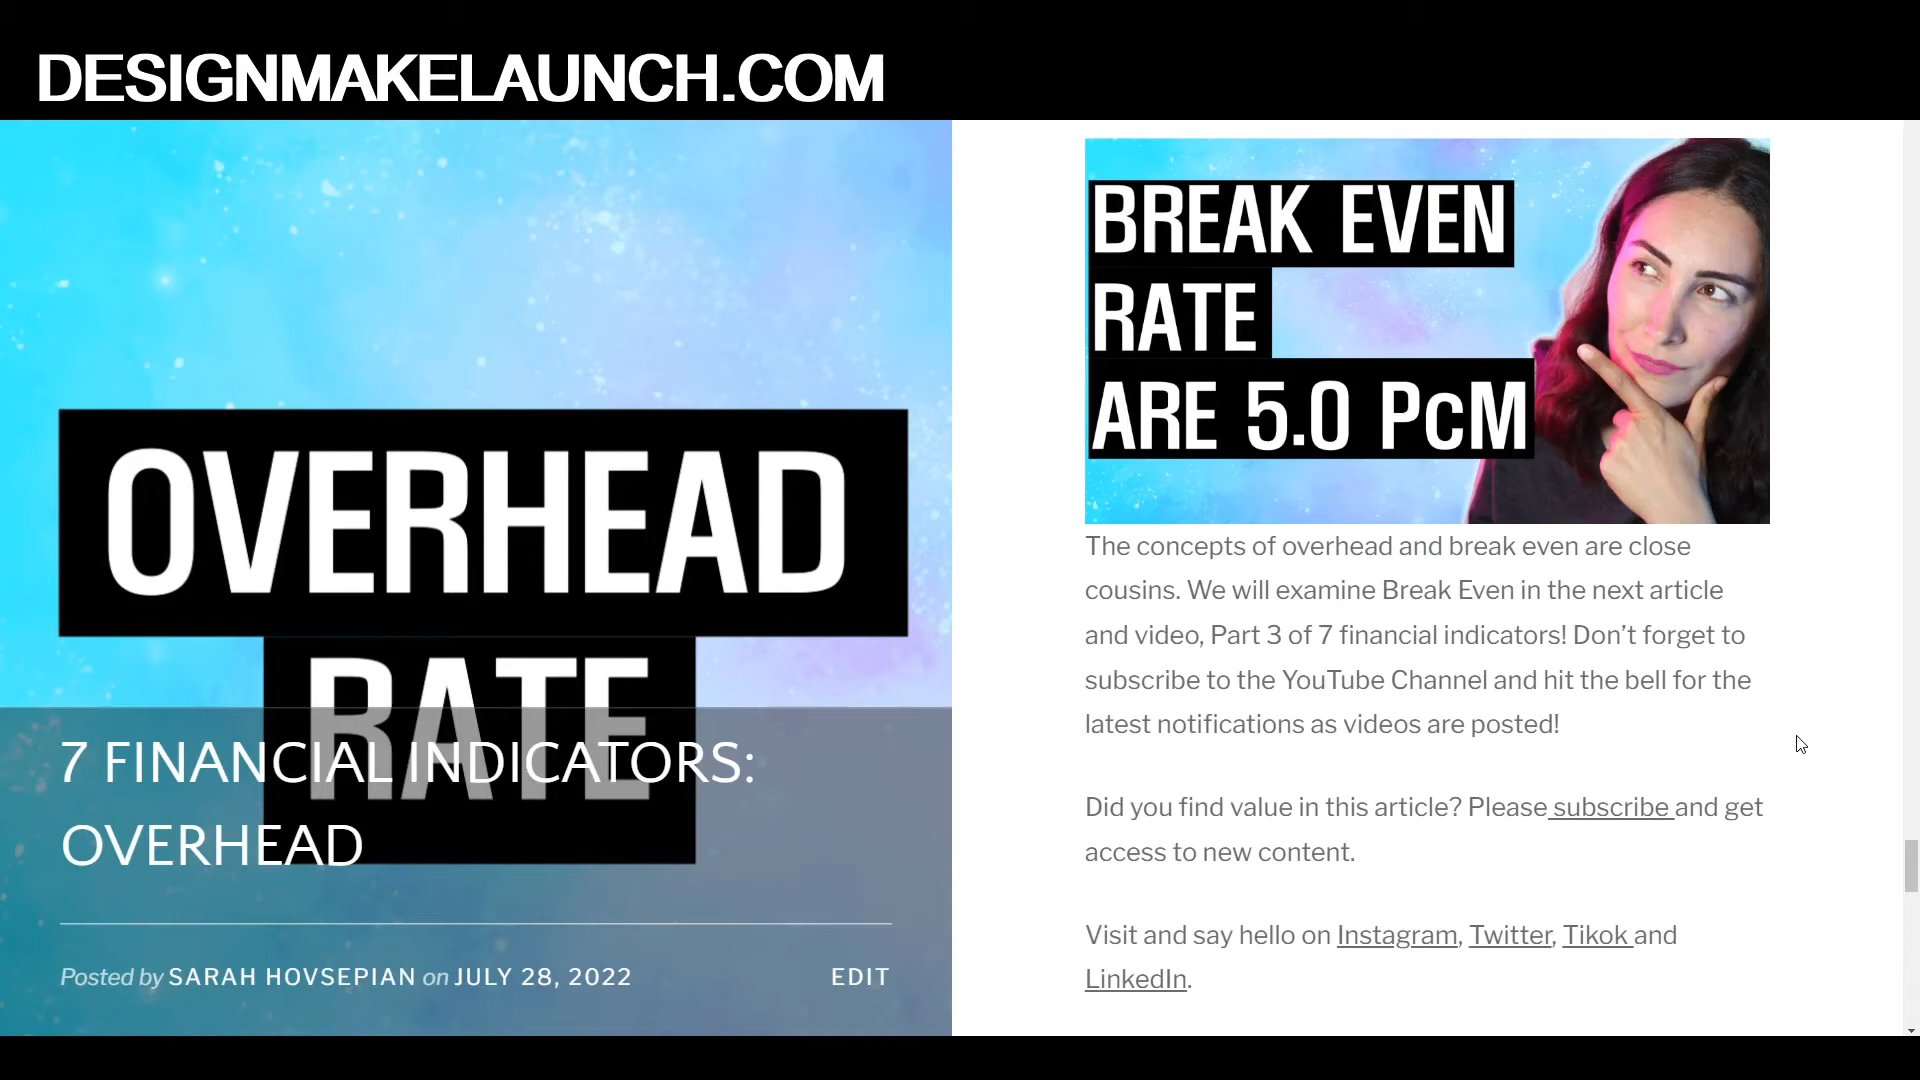 DESIGNMAKELAUNCH.COM
OVERHEAD
RATE
7 FINANCIAL INDICATORS:
OVERHEAD
Posted by SARAH HOVSEPIAN on JULY 28, 2022
EDIT
BREAK EVEN
RATE
ARE 5.0 PcM
The concepts of overhead and break even are close
cousins. We will examine Break Even in the next article
and video, Part 3 of 7 financial indicators! Don’t forget to
subscribe to the YouTube Channel and hit the bell for the
latest notifications as videos are posted!
Did you find value in this article? Please subscribe and get
access to new content.
Visit and say hello on Instagram, Twitter, Tikok and
LinkedIn.